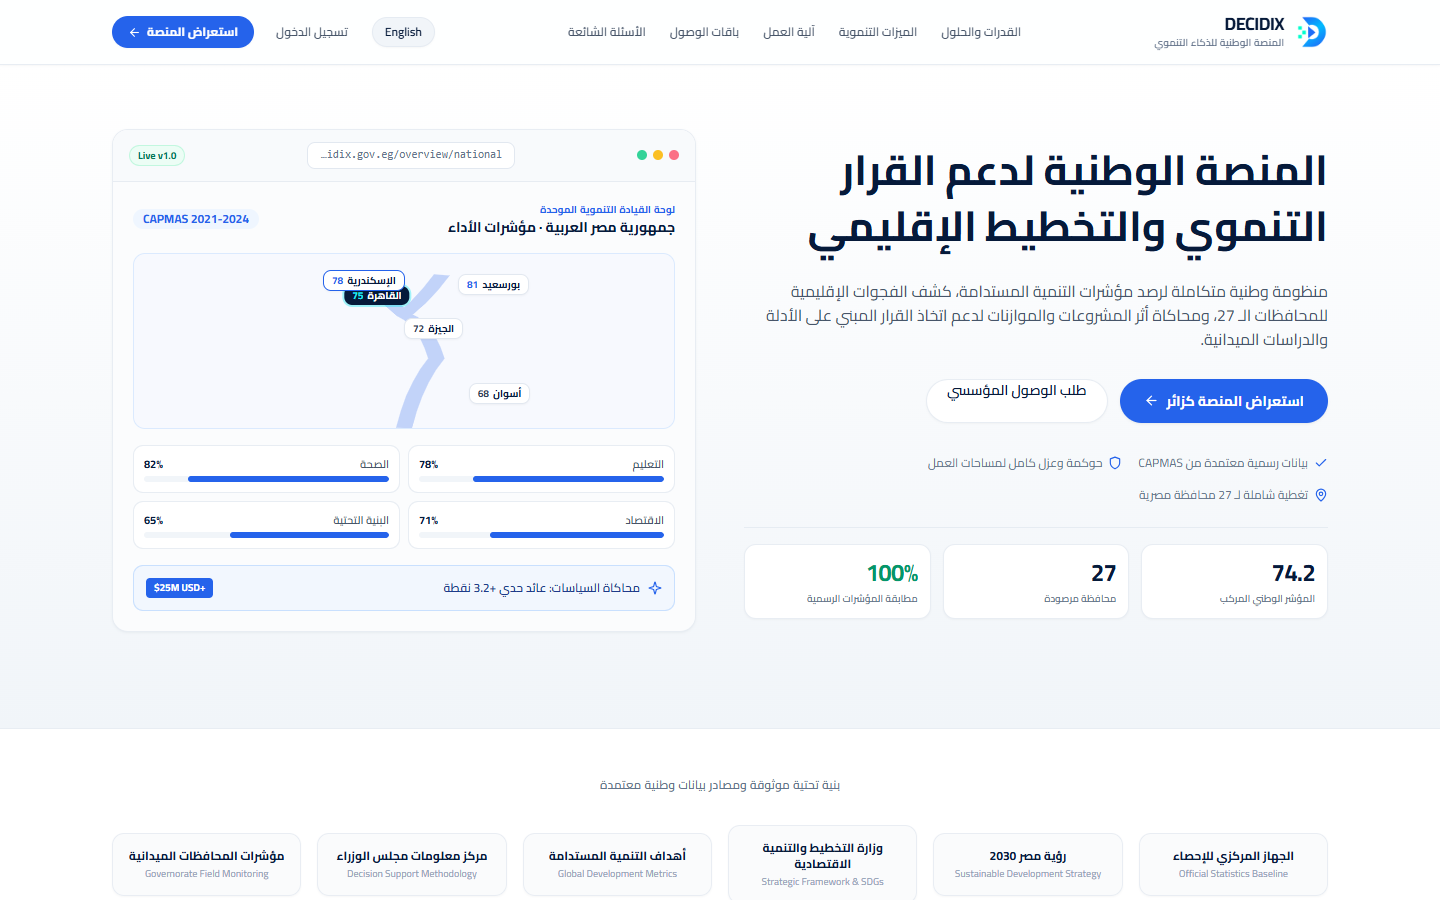 DECIDIX
المنصة الوطنية للذكاء التنموي
القدرات والحلول
الميزات التنموية
آلية العمل
باقات الوصول
الأسئلة الشائعة
English
تسجيل الدخول
استعراض المنصة ←
المنصة الوطنية لدعم القرار
التنموي والتخطيط الإقليمي
منظومة وطنية متكاملة لرصد مؤشرات التنمية المستدامة، كشف الفجوات الإقليمية
للمحافظات الـ 27، ومحاكاة أثر المشروعات والموازنات لدعم اتخاذ القرار المبني على الأدلة
والدراسات الميدانية.
استعراض المنصة كزائر ←
طلب الوصول المؤسسي
بيانات رسمية معتمدة من CAPMAS
حوكمة وعزل كامل لمساحات العمل
تغطية شاملة لـ 27 محافظة مصرية
74.2
المؤشر الوطني المركب
27
محافظة مرصودة
100%
مطابقة المؤشرات الرسمية
…idix.gov.eg/overview/national
Live v1.0
لوحة القيادة التنموية الموحدة
جمهورية مصر العربية · مؤشرات الأداء
CAPMAS 2021-2024
بورسعيد 81
الإسكندرية 78
القاهرة 75
الجيزة 72
أسوان 68
التعليم 78%
الصحة 82%
الاقتصاد 71%
البنية التحتية 65%
محاكاة السياسات: عائد حدي +3.2 نقطة
$25M USD+
بنية تحتية موثوقة ومصادر بيانات وطنية معتمدة
الجهاز المركزي للإحصاء
Official Statistics Baseline
رؤية مصر 2030
Sustainable Development Strategy
وزارة التخطيط والتنمية
الاقتصادية
Strategic Framework & SDGs
أهداف التنمية المستدامة
Global Development Metrics
مركز معلومات مجلس الوزراء
Decision Support Methodology
مؤشرات المحافظات الميدانية
Governorate Field Monitoring